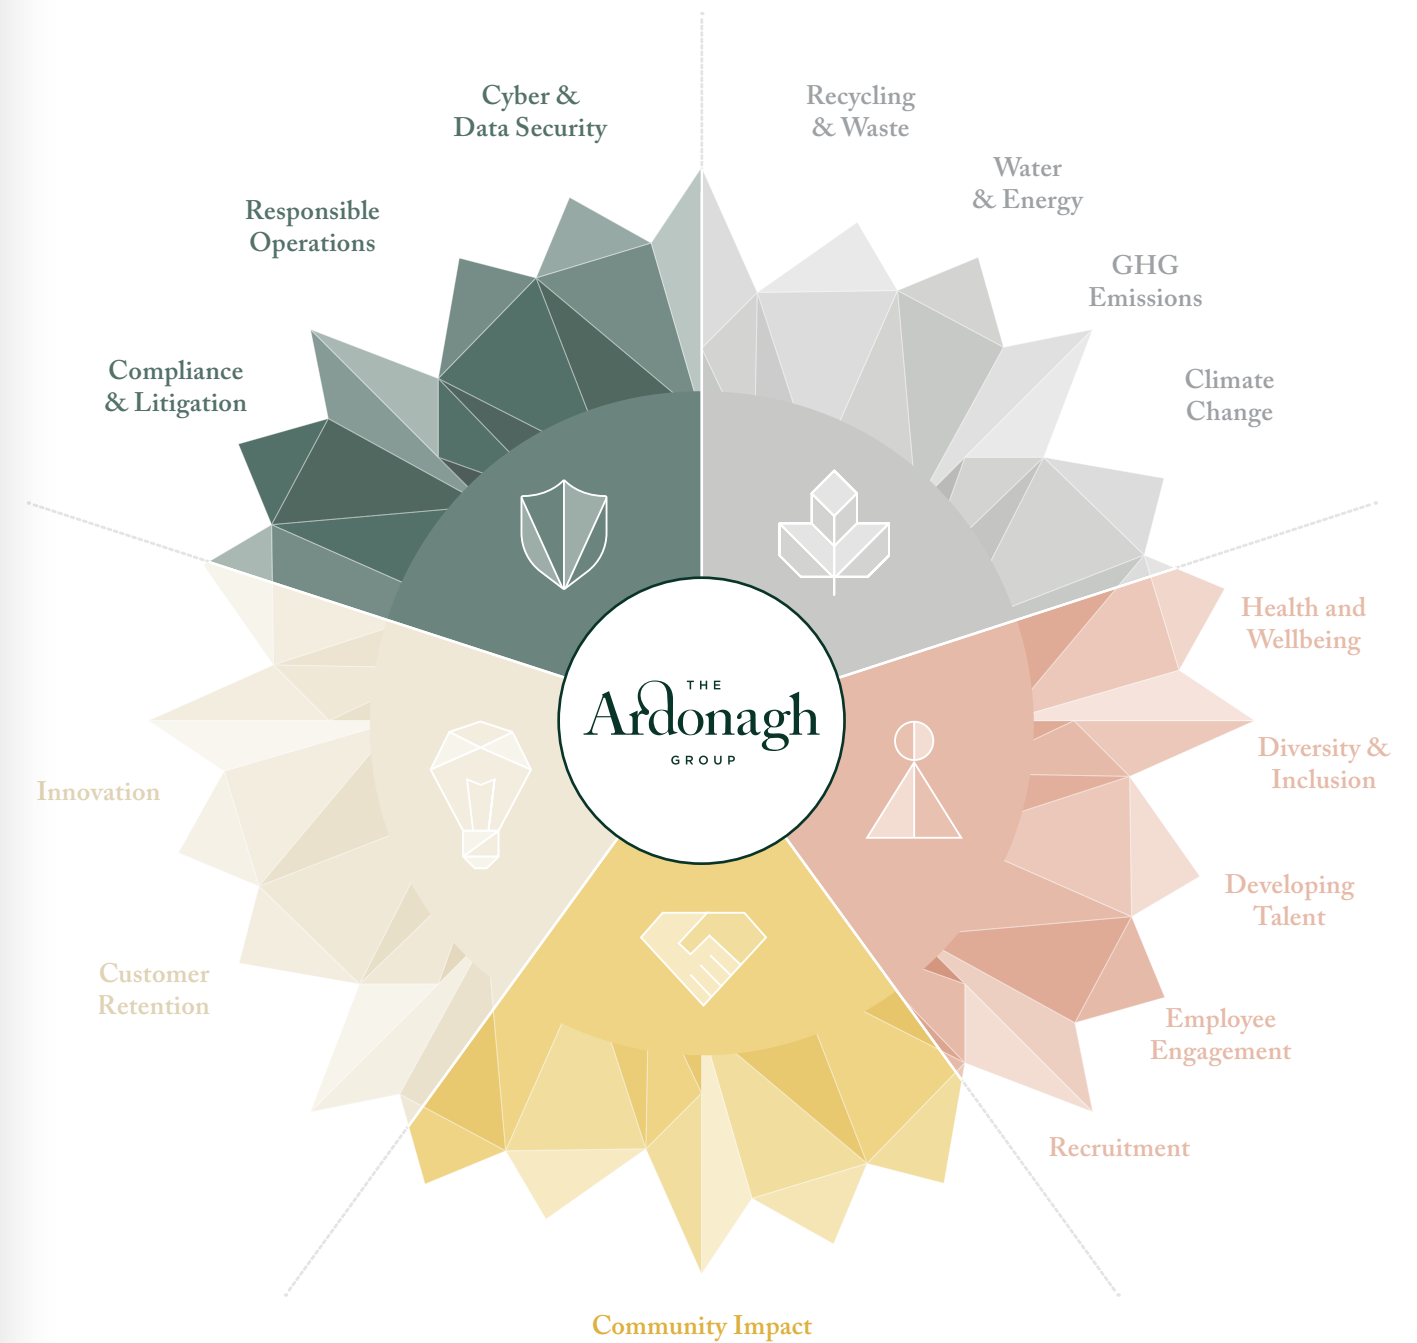 Cyber &
Data Security
Recycling
& Waste
Water
& Energy
Responsible
Operations
GHG
Emissions
Compliance
& Litigation
Climate
Change
Health and
Wellbeing
THE
Ardonagh
GROUP
Diversity &
Inclusion
Innovation
Developing
Talent
Customer
Retention
Employee
Engagement
Recruitment
Community Impact